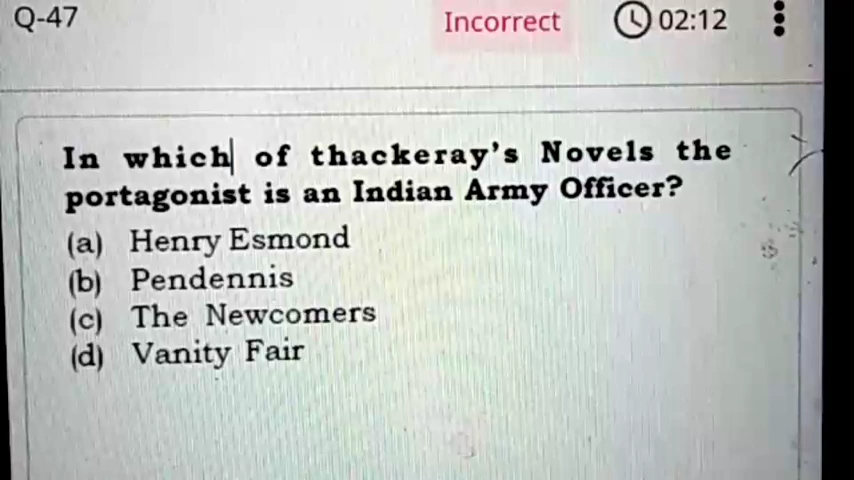 Q-47
Incorrect
02:12
In which of thackeray's Novels the
portagonist is an Indian Army Officer?
(a) Henry Esmond
(b) Pendennis
(c) The Newcomers
(d) Vanity Fair